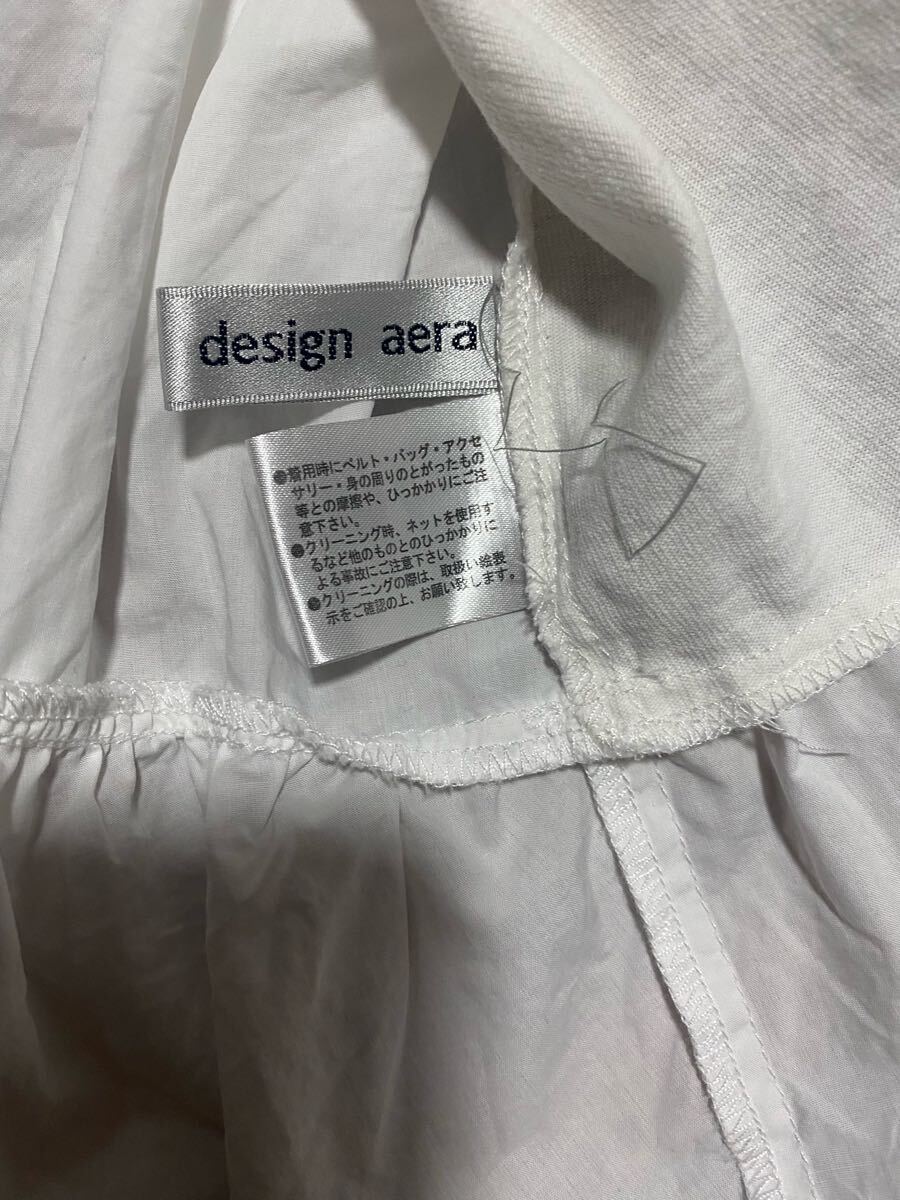 design aera
●着用時にベルト・バッグ・アクセ
サリー・身の周りのとがったもの
等との摩擦や、ひっかかりにご注
意下さい。
●クリーニング時、ネットを使用す
るなど他のものとのひっかかりに
よる事故にご注意下さい。
●クリーニングの際は、取扱い絵表
示をご確認の上、お願い致します。